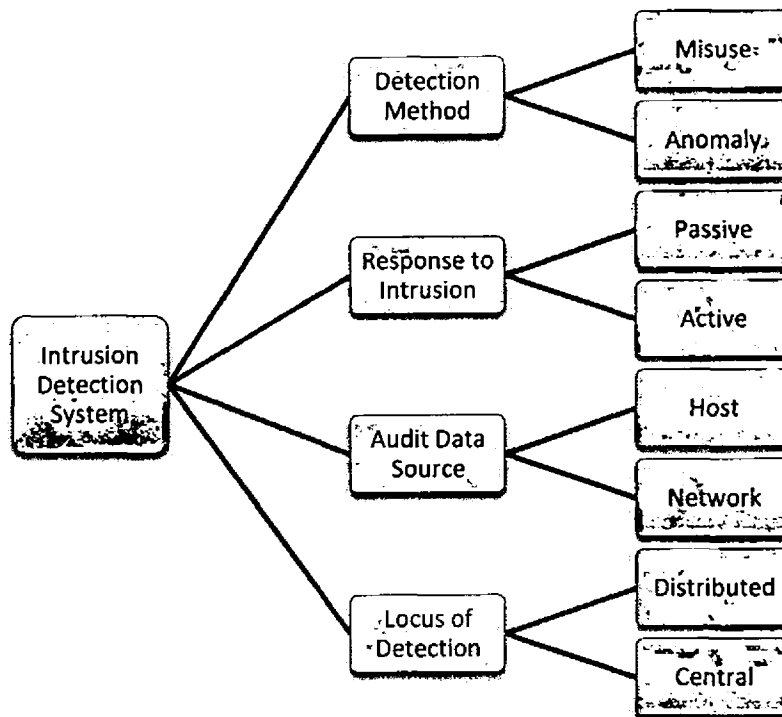 Intrusion
Detection
System
Detection
Method
Misuse
Anomaly
Response to
Intrusion
Passive
Active
Audit Data
Source
Host
Network
Locus of
Detection
Distributed
Central